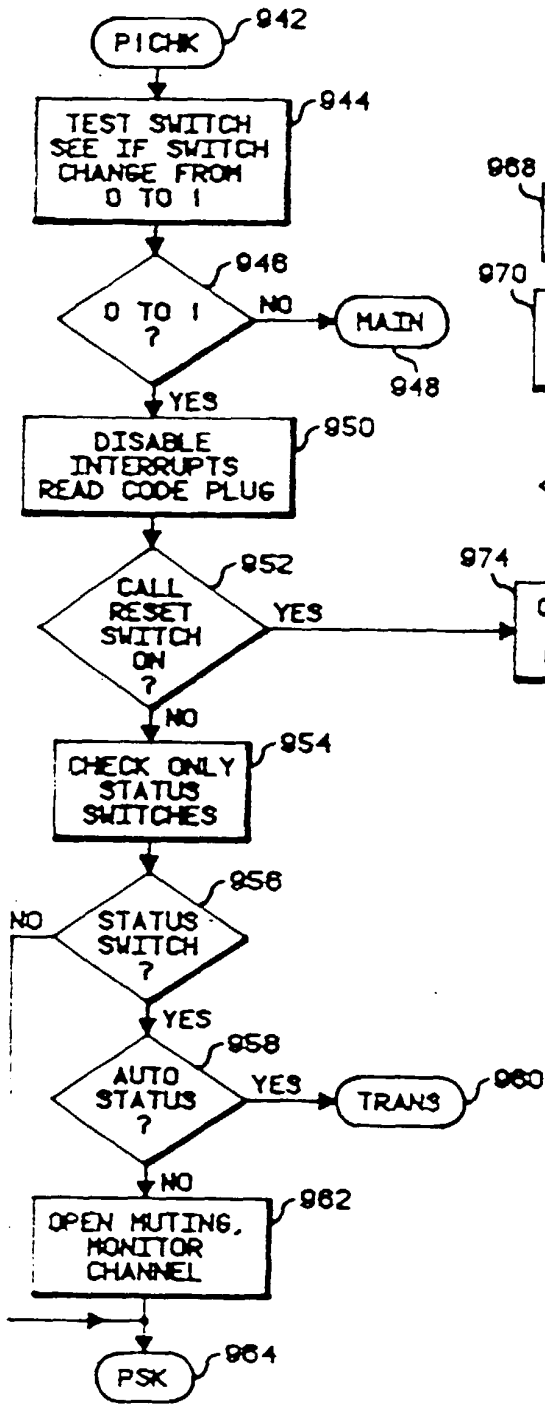 PICHK
942
944
TEST SWITCH
SEE IF SWITCH
CHANGE FROM
0 TO 1
946
0 TO 1
?
NO
MAIN
948
YES
950
DISABLE
INTERRUPTS
READ CODE PLUG
952
CALL
RESET
SWITCH
ON
?
YES
NO
954
CHECK ONLY
STATUS
SWITCHES
956
NO
STATUS
SWITCH
?
YES
958
AUTO
STATUS
?
YES
TRANS
960
NO
962
OPEN MUTING,
MONITOR
CHANNEL
PSK
964
968
970
974